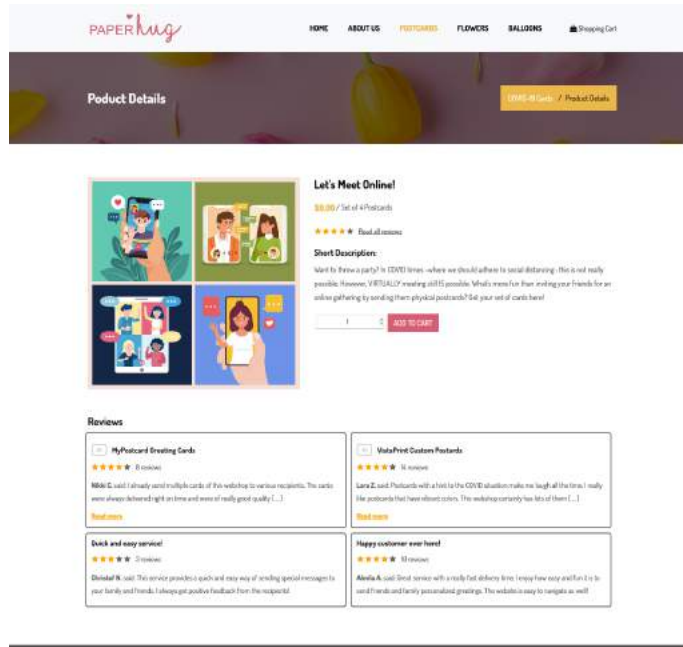 PAPER hug
HOME ABOUT US POSTCARDS FLOWERS BALLOONS Shopping Cart
Poduct Details
COVID-19 Cards / Product Details
Let's Meet Online!
/ Set of 4 Postcards
Read all reviews
Short Description:
Want to throw a party? In COVID times -where we should adhere to social distancing- this is not really
possible. However, VIRTUALLY meeting still IS possible. What's more fun than inviting your friends for an
online gathering by sending them physical postcards? Get your set of cards here!
1
ADD TO CART
Reviews
MyPostcard Greeting Cards
8 reviews
Nikki C. said: I already send multiple cards of this webshop to various recipients. The cards
were always delivered right on time and were of really good quality [...]
Read more
VistaPrint Custom Postards
14 reviews
Lara Z. said: Postcards with a hint to the COVID situation make me laugh all the time. I really
like postcards that have vibrant colors. This webshop certainly has lots of them [...]
Read more
Quick and easy service!
3 reviews
said: This service provides a quick and easy way of sending special messages to
your family and friends. I always get positive feedback from the recipients!
Happy customer over here!
10 reviews
said: Great service with a really fast delivery time. I enjoy how easy and fun it is to
send friends and family personalized greetings. The website is easy to navigate as well!